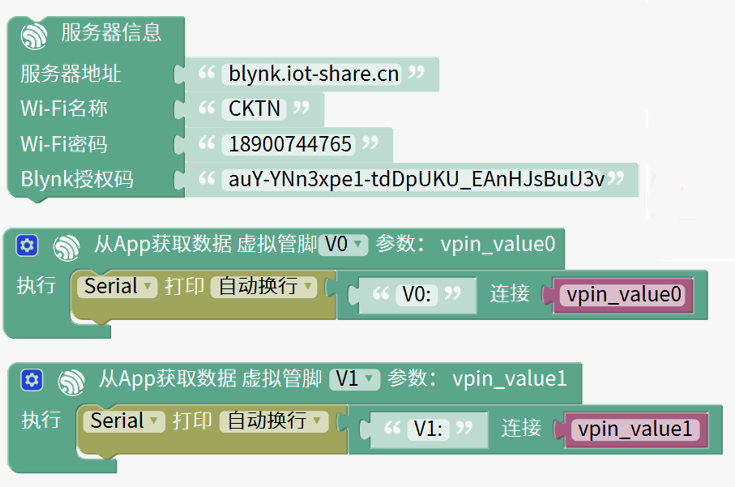 服务器信息
服务器地址 “ blynk.iot-share.cn ”
Wi-Fi名称 “ CKTN ”
Wi-Fi密码 “ 18900744765 ”
Blynk授权码 “ auY-YNn3xpe1-tdDpUKU_EAnHJsBuU3v ”
从App获取数据 虚拟管脚 V0 参数： vpin_value0
执行 Serial 打印 自动换行 “ V0: ” 连接 vpin_value0
从App获取数据 虚拟管脚 V1 参数： vpin_value1
执行 Serial 打印 自动换行 “ V1: ” 连接 vpin_value1